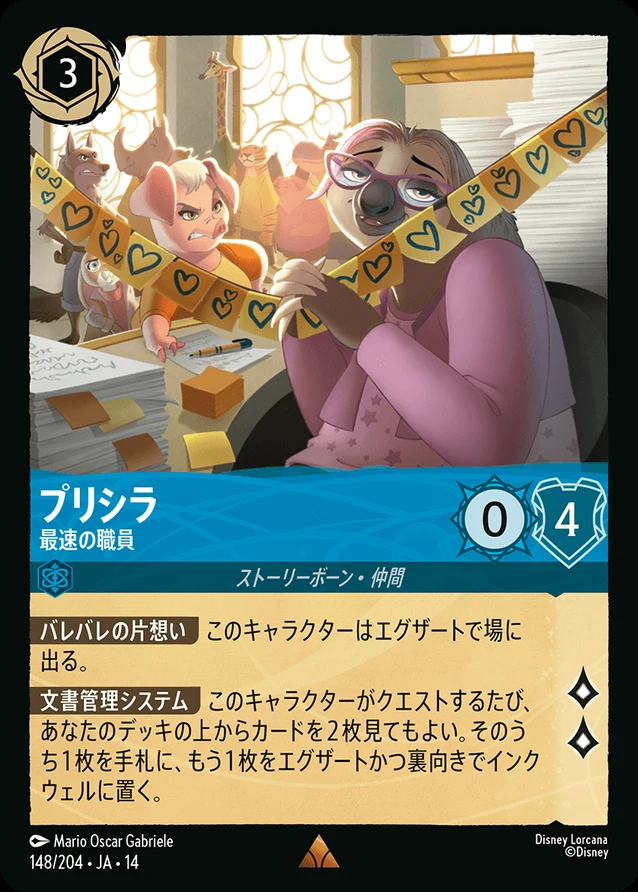 3
プリシラ
最速の職員
0
4
ストーリーボーン・仲間
バレバレの片想い このキャラクターはエグザートで場に
出る。
文書管理システム このキャラクターがクエストするたび、
あなたのデッキの上からカードを2枚見てもよい。そのう
ち1枚を手札に、もう1枚をエグザートかつ裏向きでインク
ウェルに置く。
Mario Oscar Gabriele
148/204・JA・14
Disney Lorcana
©Disney